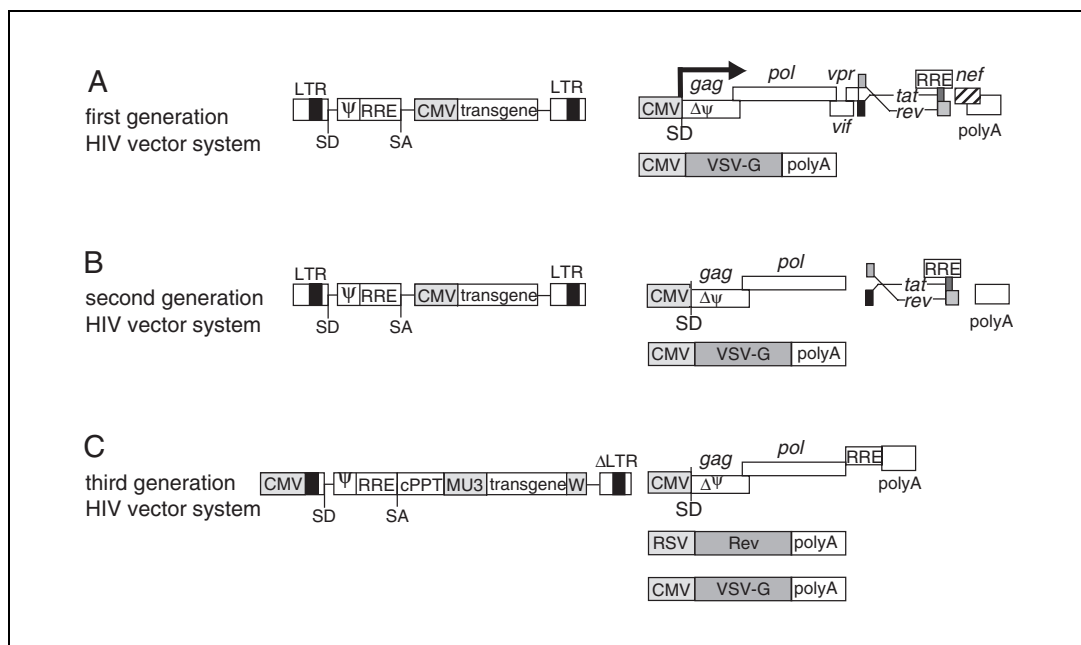 A
first generation
HIV vector system
LTR LTR
Ψ RRE CMV transgene
SD SA
gag pol vpr RRE nef
CMV Δψ tat
rev
SD vif polyA
CMV VSV-G polyA
B
second generation
HIV vector system
LTR LTR
Ψ RRE CMV transgene
SD SA
gag pol RRE
CMV Δψ tat
rev
SD polyA
CMV VSV-G polyA
C
third generation
HIV vector system
ΔLTR
CMV Ψ RRE cPPT MU3 transgene W
SD SA
gag pol RRE
CMV Δψ polyA
SD
RSV Rev polyA
CMV VSV-G polyA